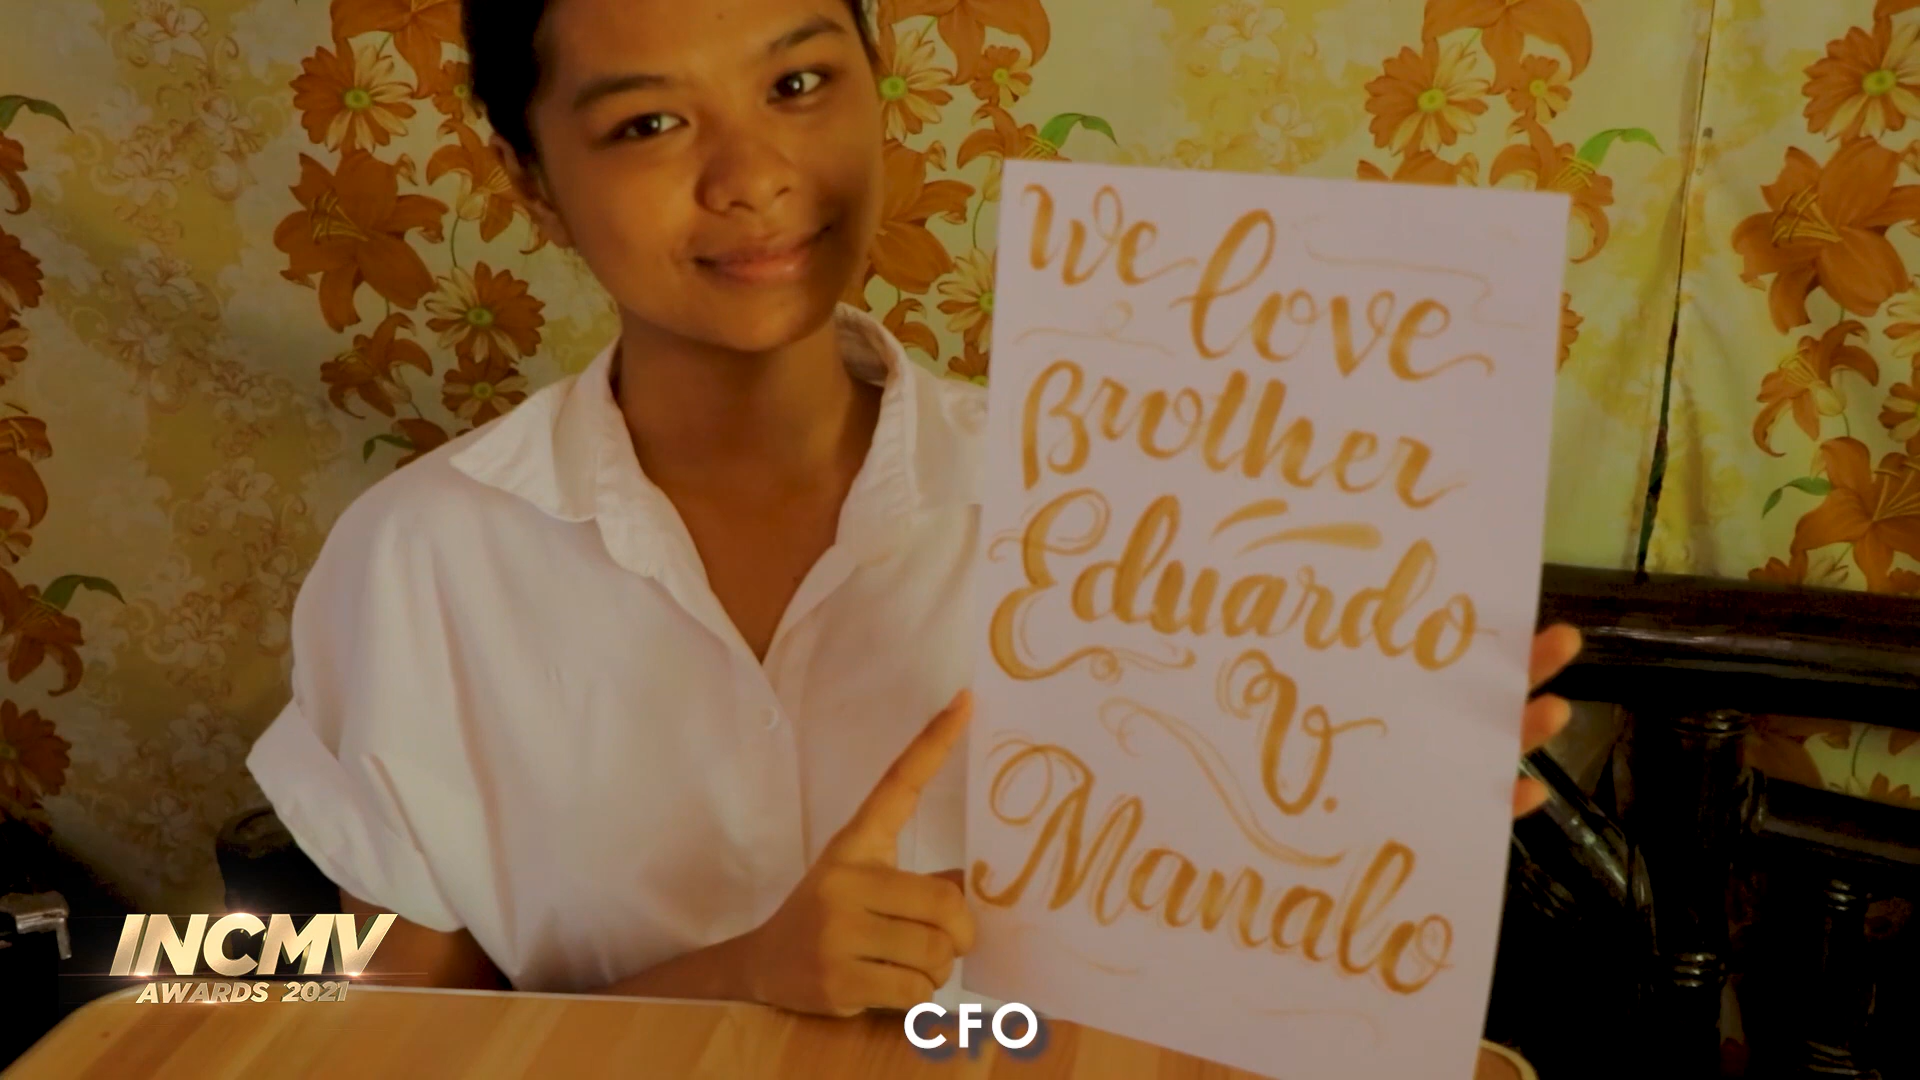 We
love
Brother
Eduardo
V.
Manalo
INCMV
AWARDS 2021
CFO